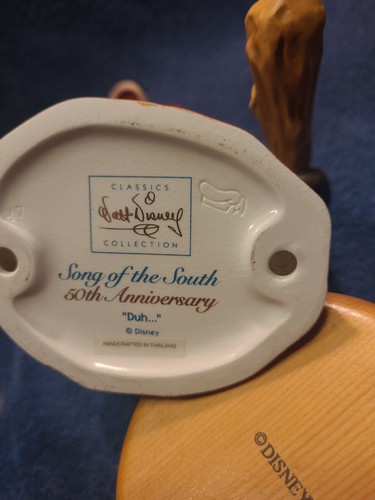 CLASSICS
Walt Disney
COLLECTION
Song of the South
50th Anniversary
"Duh..."
© Disney
HANDCRAFTED IN THAILAND
©DISNEY